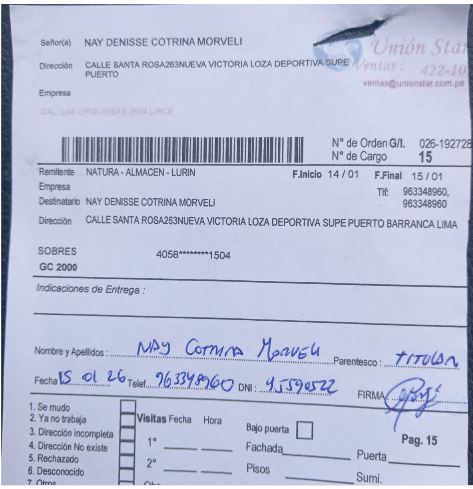 Señor(a) NAY DENISSE COTRINA MORVELI
Unión Star
Dirección CALLE SANTA ROSA263NUEVA VICTORIA LOZA DEPORTIVA SUPE PUERTO
Ventas : 422-10
ventas@unionstar.com.pe
Empresa
CAL. LAS ORQUIDEAS 2624 LINCE
N° de Orden G/I. 026-192728
N° de Cargo 15
Remitente NATURA - ALMACEN - LURIN F.Inicio 14 / 01 F.Final 15 / 01
Empresa Tlf: 963348960,
Destinatario NAY DENISSE COTRINA MORVELI 963348960
Dirección CALLE SANTA ROSA263NUEVA VICTORIA LOZA DEPORTIVA SUPE PUERTO BARRANCA LIMA
SOBRES 4058********1504
GC 2000
Indicaciones de Entrega :
Nombre y Apellidos : NAY COTRINA MORVELI Parentesco : TITULAR
Fecha 15 01 26 Telef. 963348960 DNI : 45590522 FIRMA
1. Se mudo
2. Ya no trabaja Visitas Fecha Hora Bajo puerta Pag. 15
3. Dirección incompleta 1° Fachada Puerta
4. Dirección No existe
5. Rechazado 2° Pisos Sumi.
6. Desconocido
7. Otros